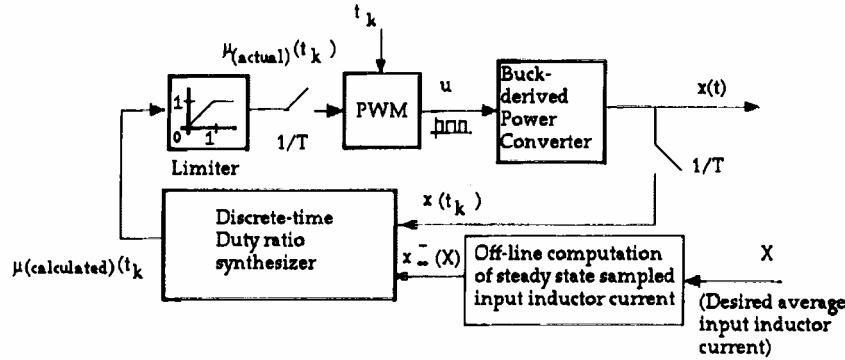 t k
μ(actual)(t k)
1
0
1
Limiter
1/T
PWM
u
Buck-
derived
Power
Converter
x(t)
1/T
x (t k)
Discrete-time
Duty ratio
synthesizer
μ(calculated)(t k
x ∞ ‾ (X)
Off-line computation
of steady state sampled
input inductor current
X
(Desired average
input inductor
current)